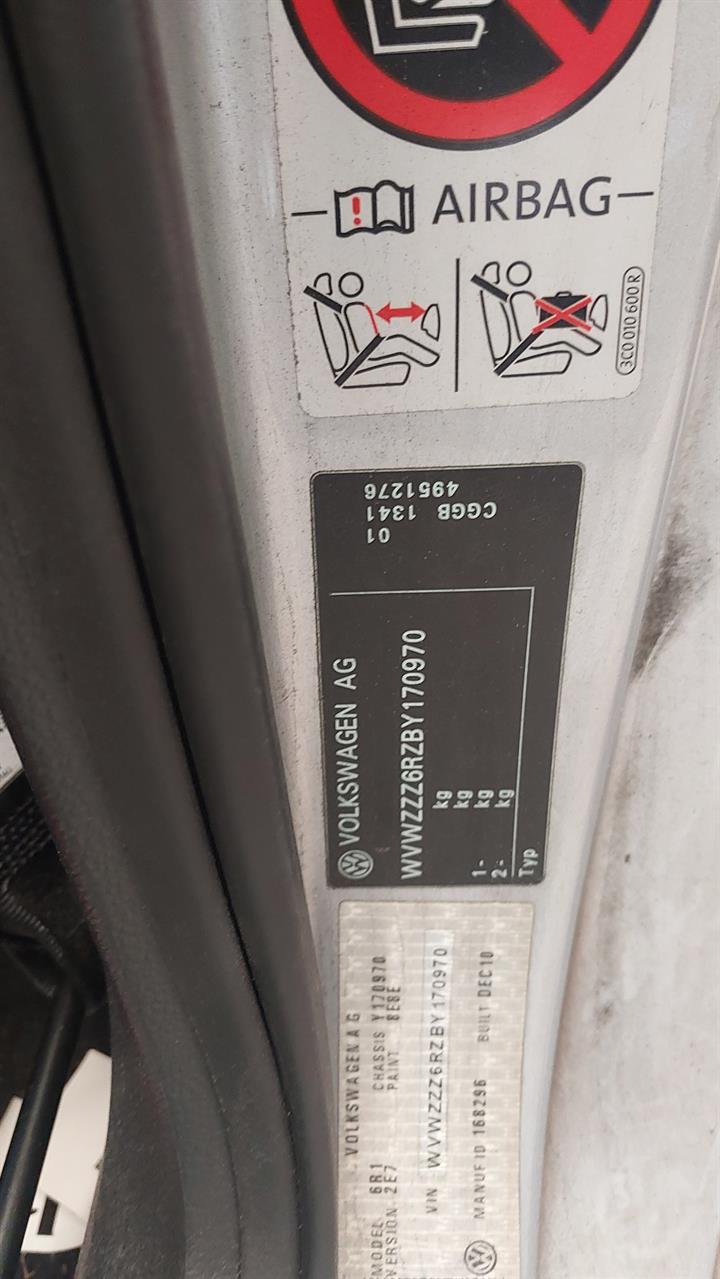 AIRBAG
3C0 010 600 R
4951276
CGGB 1341
01
VOLKSWAGEN AG
WVWZZZ6RZBY170970
kg
kg
1- kg
2- kg
Typ
VOLKSWAGEN AG
MODEL 6R1 CHASSIS Y170970
VERSION 2E7 PAINT 8E8E
VIN WVWZZZ6RZBY170970
MANUF ID 168296 BUILT DEC10